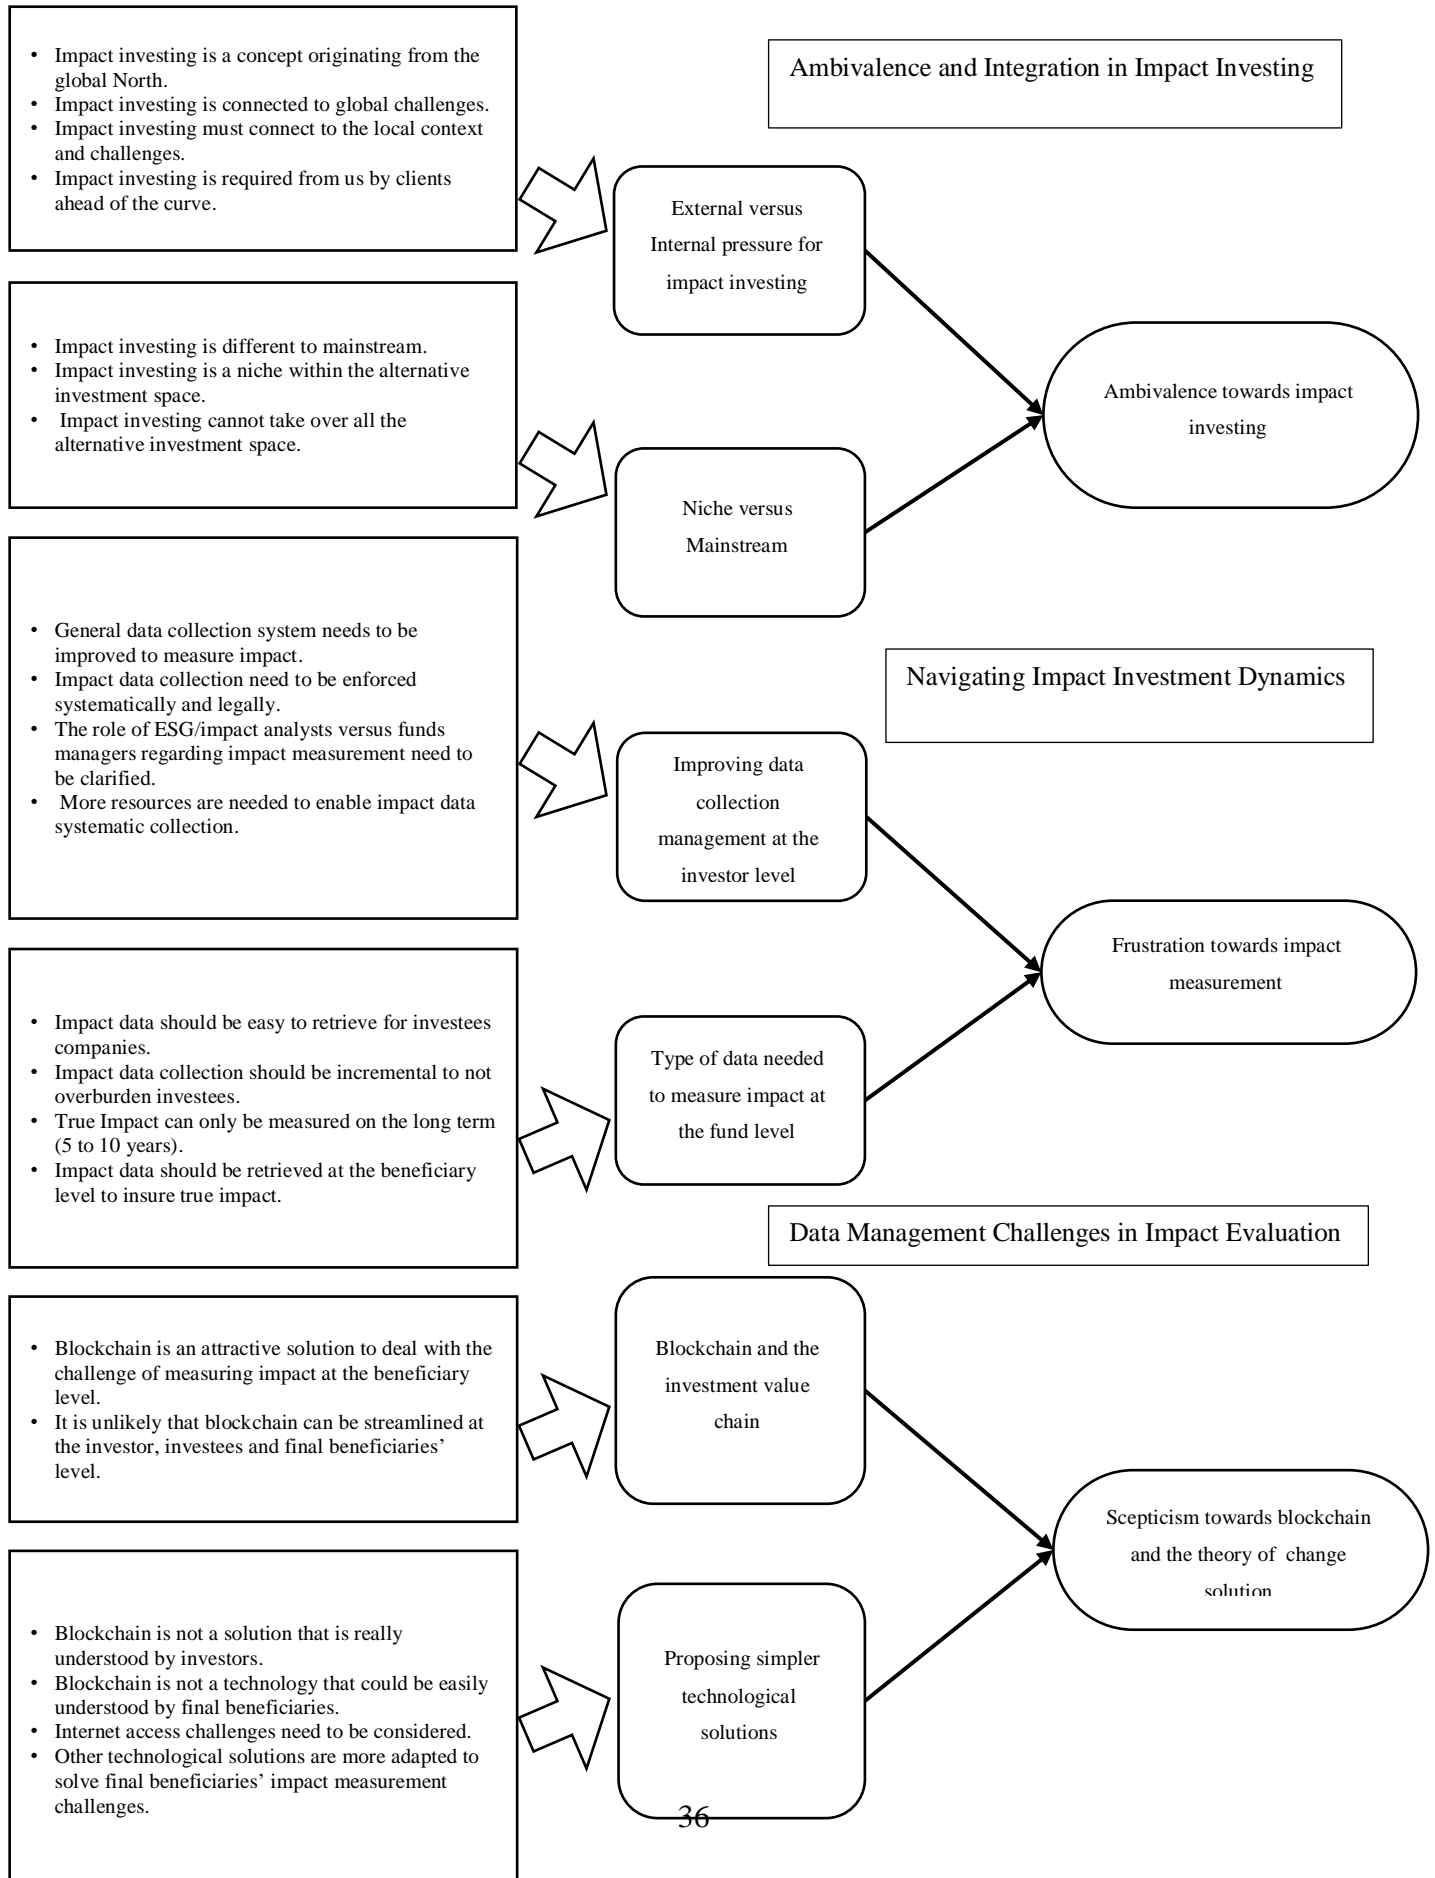 • Impact investing is a concept originating from the
global North.
• Impact investing is connected to global challenges.
• Impact investing must connect to the local context
and challenges.
• Impact investing is required from us by clients
ahead of the curve.
Ambivalence and Integration in Impact Investing
External versus
Internal pressure for
impact investing
• Impact investing is different to mainstream.
• Impact investing is a niche within the alternative
investment space.
• Impact investing cannot take over all the
alternative investment space.
Niche versus
Mainstream
Ambivalence towards impact
investing
• General data collection system needs to be
improved to measure impact.
• Impact data collection need to be enforced
systematically and legally.
• The role of ESG/impact analysts versus funds
managers regarding impact measurement need to
be clarified.
• More resources are needed to enable impact data
systematic collection.
Navigating Impact Investment Dynamics
Improving data
collection
management at the
investor level
• Impact data should be easy to retrieve for investees
companies.
• Impact data collection should be incremental to not
overburden investees.
• True Impact can only be measured on the long term
(5 to 10 years).
• Impact data should be retrieved at the beneficiary
level to insure true impact.
Type of data needed
to measure impact at
the fund level
Frustration towards impact
measurement
Data Management Challenges in Impact Evaluation
• Blockchain is an attractive solution to deal with the
challenge of measuring impact at the beneficiary
level.
• It is unlikely that blockchain can be streamlined at
the investor, investees and final beneficiaries’
level.
Blockchain and the
investment value
chain
• Blockchain is not a solution that is really
understood by investors.
• Blockchain is not a technology that could be easily
understood by final beneficiaries.
• Internet access challenges need to be considered.
• Other technological solutions are more adapted to
solve final beneficiaries’ impact measurement
challenges.
Proposing simpler
technological
solutions
Scepticism towards blockchain
and the theory of change
solution
36